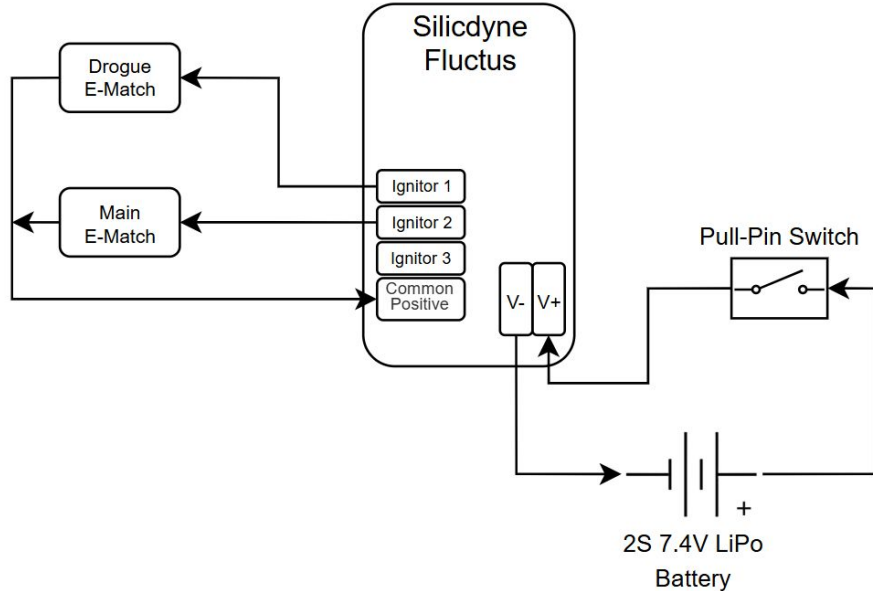 Silicdyne
Fluctus
Drogue
E-Match
Ignitor 1
Main
E-Match
Ignitor 2
Ignitor 3
Common
Positive
V-
V+
Pull-Pin Switch
+
2S 7.4V LiPo
Battery